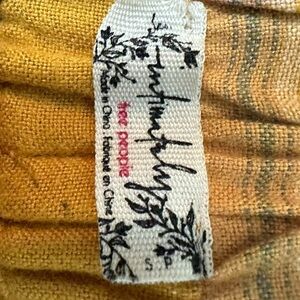 intimately
free people
Made in China Fabriqué en Chine
S P